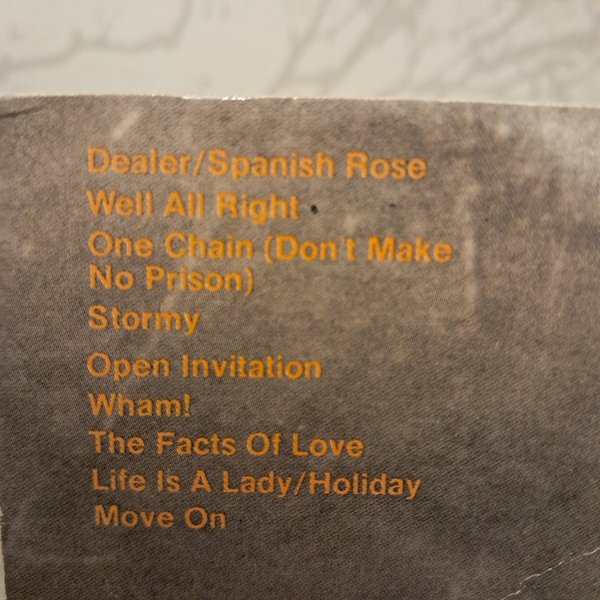 Dealer/Spanish Rose
Well All Right
One Chain (Don't Make
No Prison)
Stormy
Open Invitation
Wham!
The Facts Of Love
Life Is A Lady/Holiday
Move On